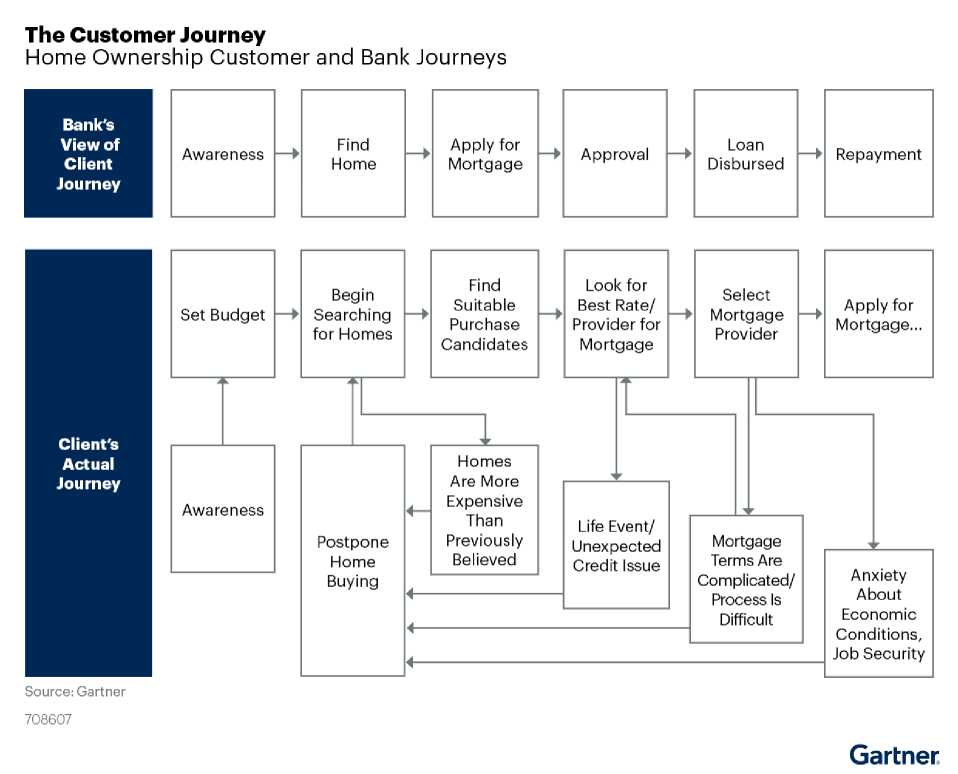 The Customer Journey
Home Ownership Customer and Bank Journeys
Bank's
View of
Client
Journey
Awareness
Find
Home
Apply for
Mortgage
Approval
Loan
Disbursed
Repayment
Client's
Actual
Journey
Set Budget
Begin
Searching
for Homes
Find
Suitable
Purchase
Candidates
Look for
Best Rate/
Provider for
Mortgage
Select
Mortgage
Provider
Apply for
Mortgage...
Awareness
Postpone
Home
Buying
Homes
Are More
Expensive
Than
Previously
Believed
Life Event/
Unexpected
Credit Issue
Mortgage
Terms Are
Complicated/
Process Is
Difficult
Anxiety
About
Economic
Conditions,
Job Security
Source: Gartner
708607
Gartner